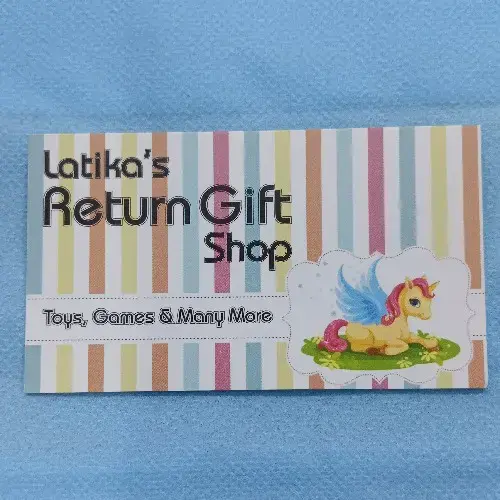 Latika's
Return Gift
Shop
Toys, Games & Many More